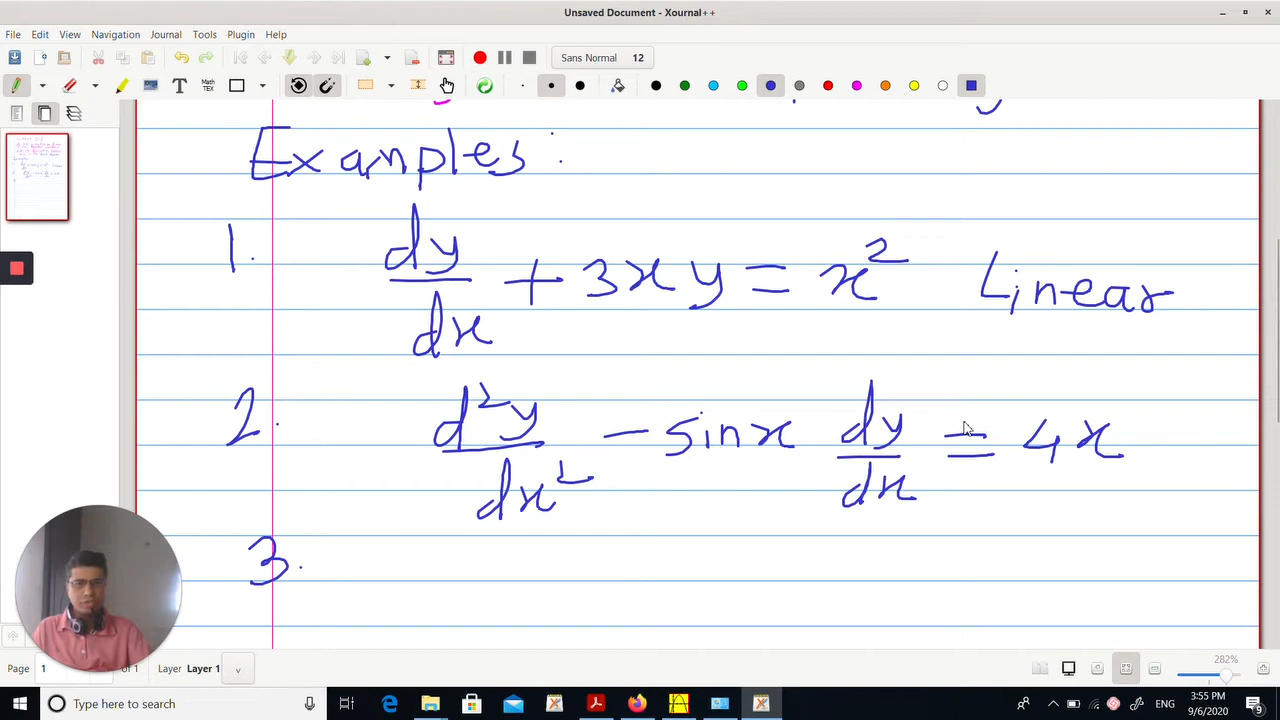 Unsaved Document - Xournal++
File Edit View Navigation Journal Tools Plugin Help
Sans Normal 12
Examples:
1. dy/dx + 3xy = x² Linear
2. d²y/dx² - sinx dy/dx = 4x
3.
Page 1 of 1 Layer Layer 1
282%
Type here to search
3:55 PM
9/6/2020
9